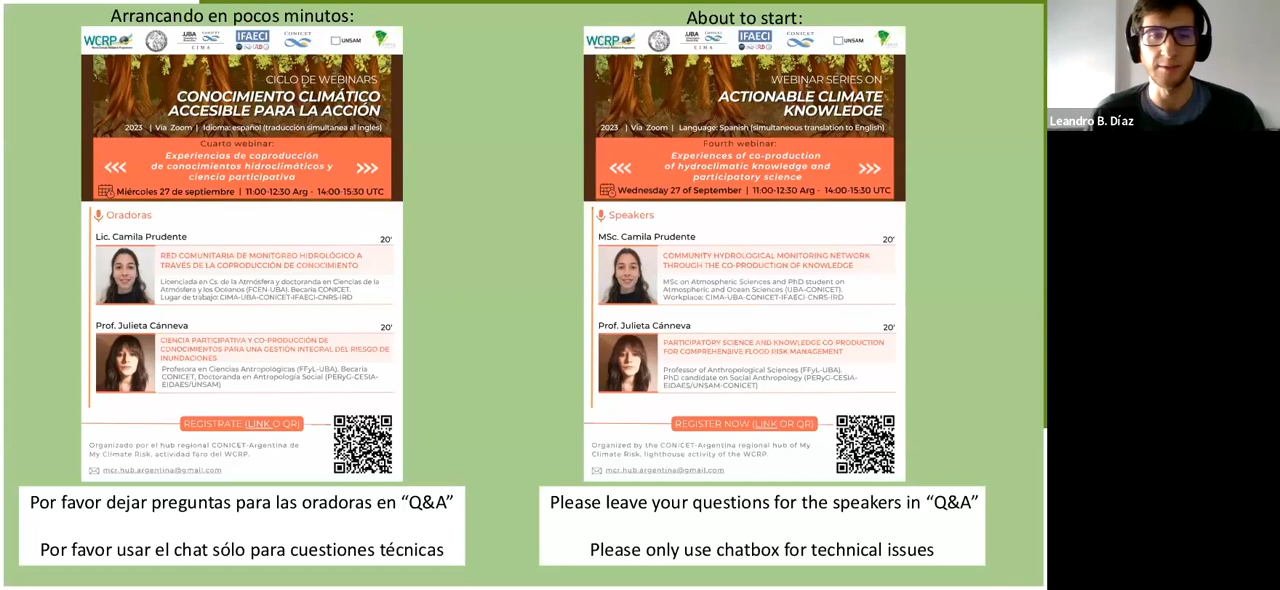 Arrancando en pocos minutos:
WCRP
.UBA
CONICET
CIMA
IFAECI
CONICET
UNSAM
CICLO DE WEBINARS
CONOCIMIENTO CLIMÁTICO
ACCESIBLE PARA LA ACCIÓN
2023 | Vía Zoom | Idioma: español (traducción simultanea al inglés)
Cuarto webinar:
Experiencias de coproducción
de conocimientos hidroclimáticos y
ciencia participativa
Miércoles 27 de septiembre | 11:00-12:30 Arg - 14:00-15:30 UTC
Oradoras
Lic. Camila Prudente 20'
RED COMUNITARIA DE MONITOREO HIDROLÓGICO A
TRAVÉS DE LA COPRODUCCIÓN DE CONOCIMIENTO
Licenciada en Cs. de la Atmósfera y doctoranda en Ciencias de la
Atmósfera y los Océanos (FCEN-UBA). Becaria CONICET.
Lugar de trabajo: CIMA-UBA-CONICET-IFAECI-CNRS-IRD
Prof. Julieta Cánneva 20'
CIENCIA PARTICIPATIVA Y CO-PRODUCCIÓN DE
CONOCIMIENTOS PARA UNA GESTIÓN INTEGRAL DEL RIESGO DE
INUNDACIONES
Profesora en Ciencias Antropológicas (FFyL-UBA). Becaria
CONICET, Doctoranda en Antropología Social (PERyG-CESIA-
EIDAES/UNSAM)
REGISTRATE (LINK O QR)
Organizado por el hub regional CONICET-Argentina de
My Climate Risk, actividad faro del WCRP.
mcr.hub.argentina@gmail.com
Por favor dejar preguntas para las oradoras en “Q&A”
Por favor usar el chat sólo para cuestiones técnicas
About to start:
WCRP
.UBA
CONICET
CIMA
IFAECI
CONICET
UNSAM
WEBINAR SERIES ON
ACTIONABLE CLIMATE
KNOWLEDGE
2023 | Via Zoom | Language: Spanish (simultaneous translation to English)
Fourth webinar:
Experiences of co-production
of hydroclimatic knowledge and
participatory science
Wednesday 27 of September | 11:00-12:30 Arg - 14:00-15:30 UTC
Speakers
MSc. Camila Prudente 20'
COMMUNITY HYDROLOGICAL MONITORING NETWORK
THROUGH THE CO-PRODUCTION OF KNOWLEDGE
MSc on Atmospheric Sciences and PhD student on
Atmospheric and Ocean Sciences (UBA-CONICET).
Workplace: CIMA-UBA-CONICET-IFAECI-CNRS-IRD
Prof. Julieta Cánneva 20'
PARTICIPATORY SCIENCE AND KNOWLEDGE CO-PRODUCTION
FOR COMPREHENSIVE FLOOD RISK MANAGEMENT
Professor of Anthropological Sciences (FFyL-UBA).
PhD candidate on Social Anthropology (PERyG-CESIA-
EIDAES/UNSAM-CONICET)
REGISTER NOW (LINK OR QR)
Organized by the CONICET-Argentina regional hub of My
Climate Risk, lighthouse activity of the WCRP.
mcr.hub.argentina@gmail.com
Please leave your questions for the speakers in “Q&A”
Please only use chatbox for technical issues
Leandro B. Díaz